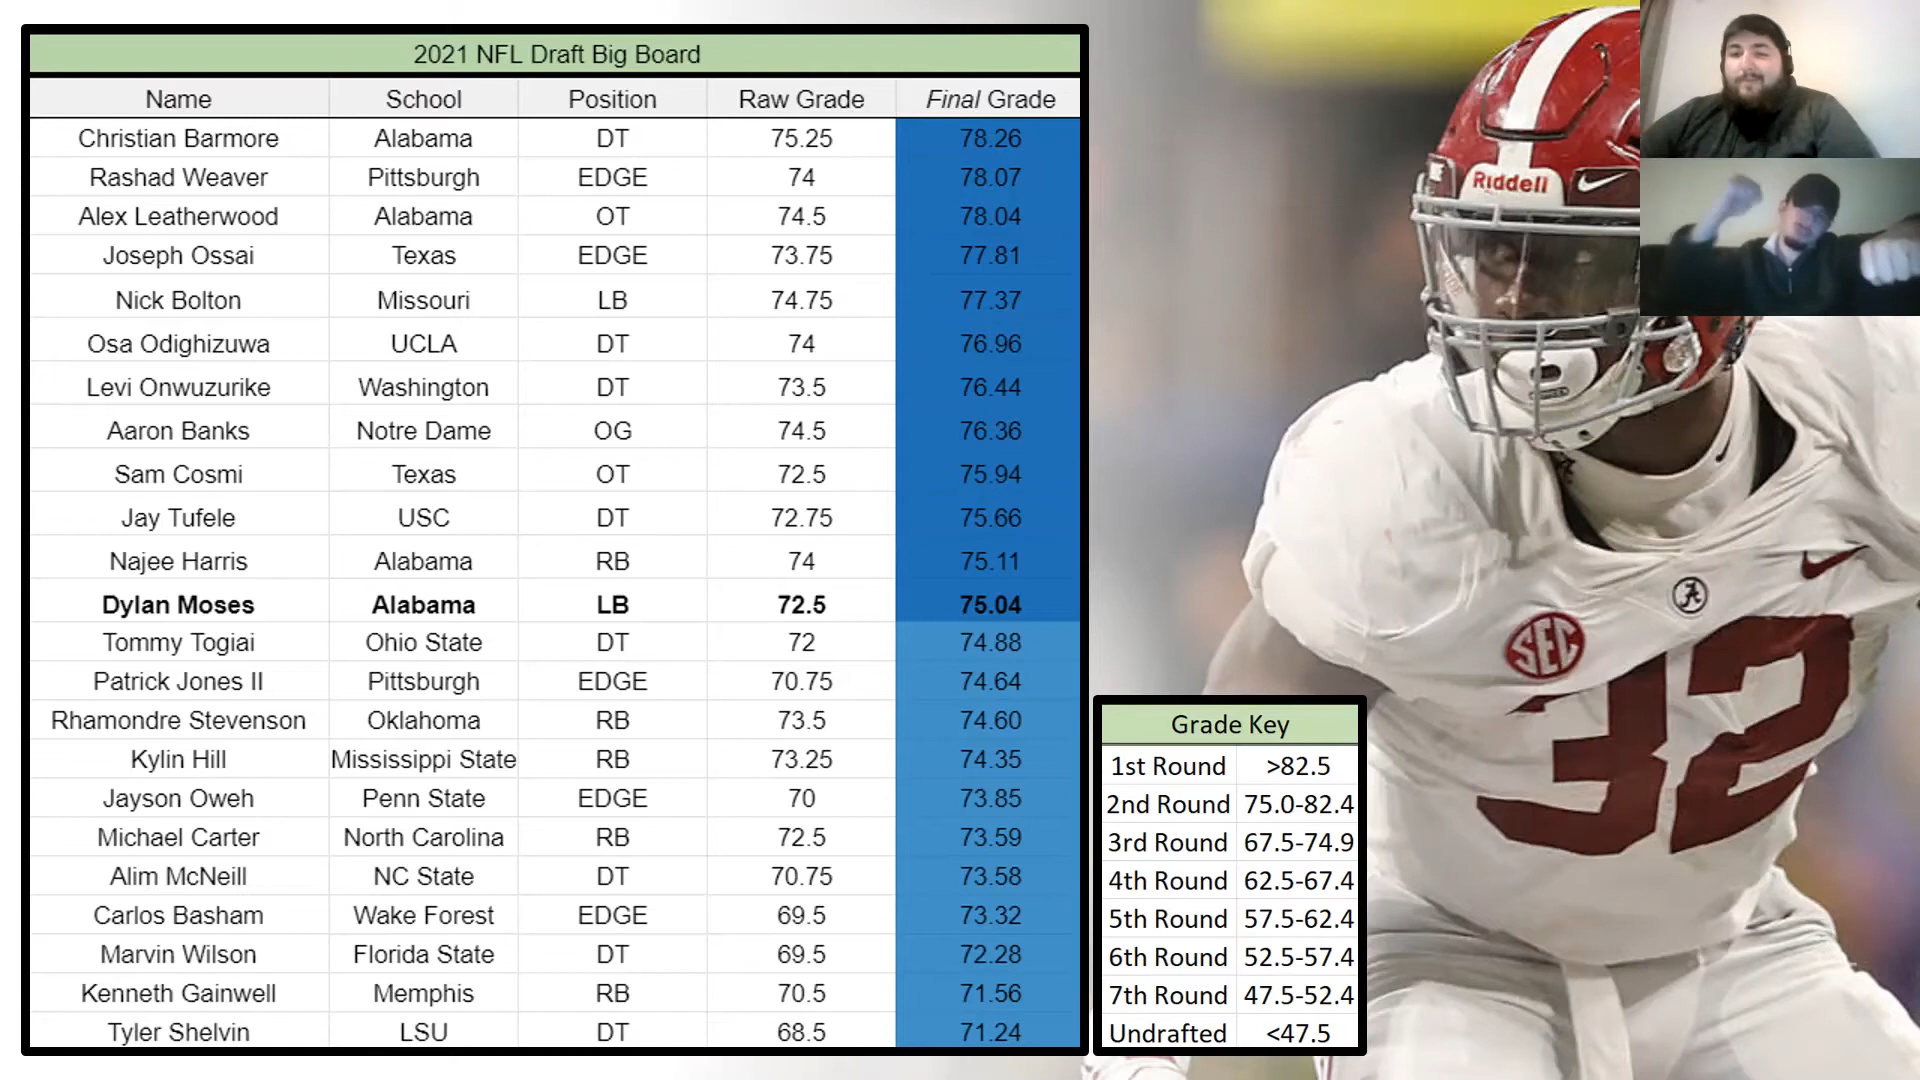 2021 NFL Draft Big Board
Name School Position Raw Grade Final Grade
Christian Barmore Alabama DT 75.25 78.26
Rashad Weaver Pittsburgh EDGE 74 78.07
Alex Leatherwood Alabama OT 74.5 78.04
Joseph Ossai Texas EDGE 73.75 77.81
Nick Bolton Missouri LB 74.75 77.37
Osa Odighizuwa UCLA DT 74 76.96
Levi Onwuzurike Washington DT 73.5 76.44
Aaron Banks Notre Dame OG 74.5 76.36
Sam Cosmi Texas OT 72.5 75.94
Jay Tufele USC DT 72.75 75.66
Najee Harris Alabama RB 74 75.11
Dylan Moses Alabama LB 72.5 75.04
Tommy Togiai Ohio State DT 72 74.88
Patrick Jones II Pittsburgh EDGE 70.75 74.64
Rhamondre Stevenson Oklahoma RB 73.5 74.60
Kylin Hill Mississippi State RB 73.25 74.35
Jayson Oweh Penn State EDGE 70 73.85
Michael Carter North Carolina RB 72.5 73.59
Alim McNeill NC State DT 70.75 73.58
Carlos Basham Wake Forest EDGE 69.5 73.32
Marvin Wilson Florida State DT 69.5 72.28
Kenneth Gainwell Memphis RB 70.5 71.56
Tyler Shelvin LSU DT 68.5 71.24
Grade Key
1st Round >82.5
2nd Round 75.0-82.4
3rd Round 67.5-74.9
4th Round 62.5-67.4
5th Round 57.5-62.4
6th Round 52.5-57.4
7th Round 47.5-52.4
Undrafted <47.5
Riddell
A
SEC
32